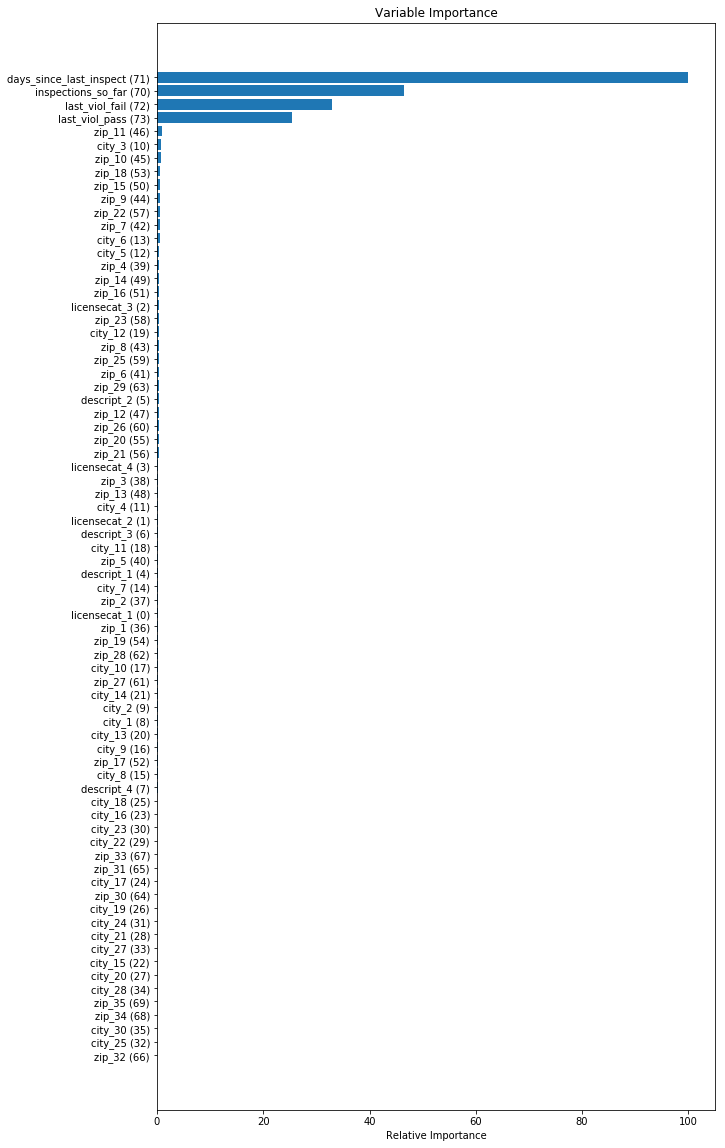 Variable Importance
days_since_last_inspect (71)
inspections_so_far (70)
last_viol_fail (72)
last_viol_pass (73)
zip_11 (46)
city_3 (10)
zip_10 (45)
zip_18 (53)
zip_15 (50)
zip_9 (44)
zip_22 (57)
zip_7 (42)
city_6 (13)
city_5 (12)
zip_4 (39)
zip_14 (49)
zip_16 (51)
licensecat_3 (2)
zip_23 (58)
city_12 (19)
zip_8 (43)
zip_25 (59)
zip_6 (41)
zip_29 (63)
descript_2 (5)
zip_12 (47)
zip_26 (60)
zip_20 (55)
zip_21 (56)
licensecat_4 (3)
zip_3 (38)
zip_13 (48)
city_4 (11)
licensecat_2 (1)
descript_3 (6)
city_11 (18)
zip_5 (40)
descript_1 (4)
city_7 (14)
zip_2 (37)
licensecat_1 (0)
zip_1 (36)
zip_19 (54)
zip_28 (62)
city_10 (17)
zip_27 (61)
city_14 (21)
city_2 (9)
city_1 (8)
city_13 (20)
city_9 (16)
zip_17 (52)
city_8 (15)
descript_4 (7)
city_18 (25)
city_16 (23)
city_23 (30)
city_22 (29)
zip_33 (67)
zip_31 (65)
city_17 (24)
zip_30 (64)
city_19 (26)
city_24 (31)
city_21 (28)
city_27 (33)
city_15 (22)
city_20 (27)
city_28 (34)
zip_35 (69)
zip_34 (68)
city_30 (35)
city_25 (32)
zip_32 (66)
0 20 40 60 80 100
Relative Importance